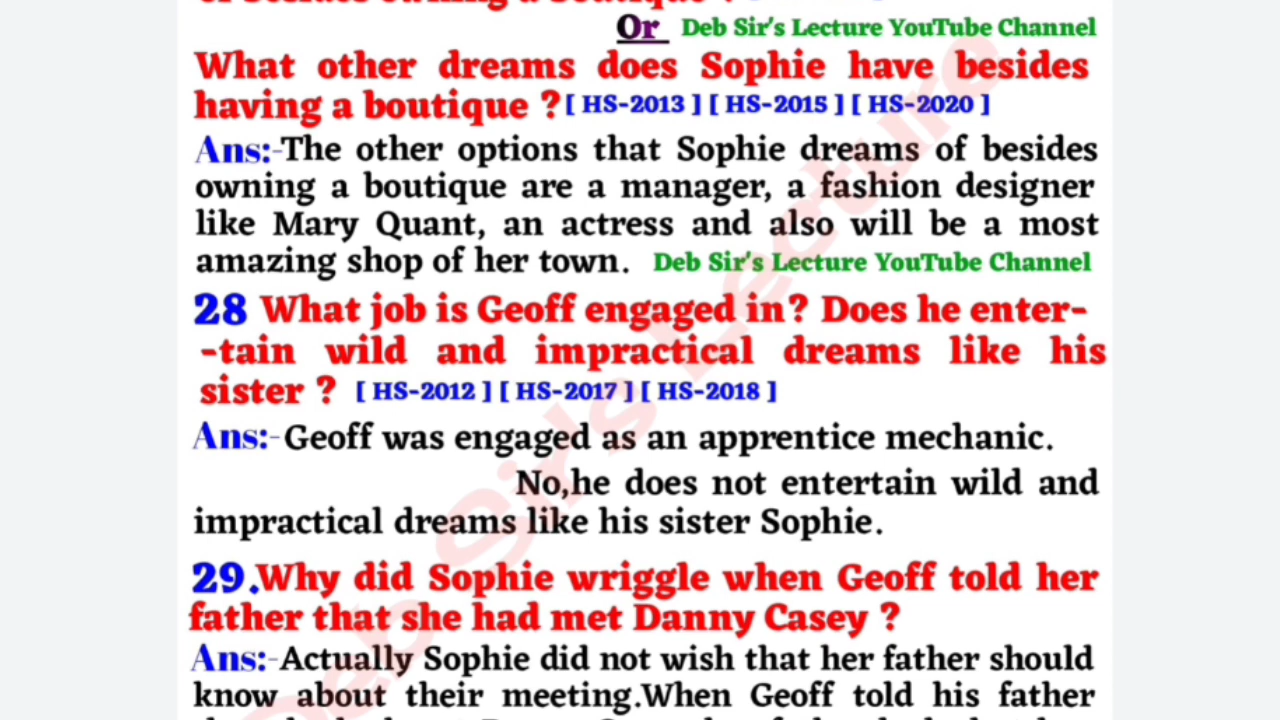 Or Deb Sir's Lecture YouTube Channel
What other dreams does Sophie have besides
having a boutique ? [ HS-2013 ] [ HS-2015 ] [ HS-2020 ]
Ans:-The other options that Sophie dreams of besides
owning a boutique are a manager, a fashion designer
like Mary Quant, an actress and also will be a most
amazing shop of her town. Deb Sir's Lecture YouTube Channel
28 What job is Geoff engaged in? Does he enter-
-tain wild and impractical dreams like his
sister ? [ HS-2012 ] [ HS-2017 ] [ HS-2018 ]
Ans:-Geoff was engaged as an apprentice mechanic.
No,he does not entertain wild and
impractical dreams like his sister Sophie.
29.Why did Sophie wriggle when Geoff told her
father that she had met Danny Casey ?
Ans:-Actually Sophie did not wish that her father should
know about their meeting.When Geoff told his father
Deb Sir's Lecture